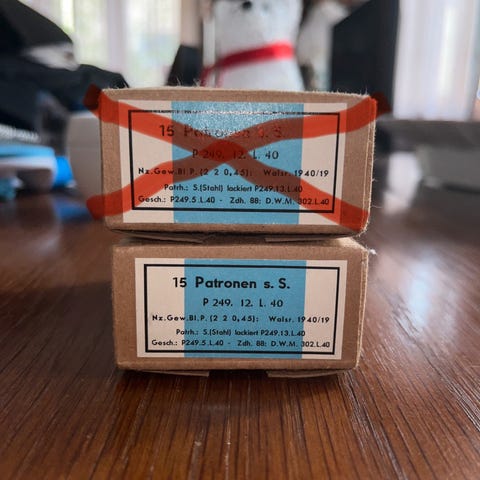 15 Patronen s. S.
P 249. 12. L. 40
Nz.Gew.Bl.P. (2 2 0,45): Walsr. 1940/19
Patrh.: S.(Stahl) lackiert P249.13.L.40
Gesch.: P249.5.L.40 - Zdh. 88: D.W.M. 302.L.40
15 Patronen s. S.
P 249. 12. L. 40
Nz.Gew.Bl.P. (2 2 0,45): Walsr. 1940/19
Patrh.: S.(Stahl) lackiert P249.13.L.40
Gesch.: P249.5.L.40 - Zdh. 88: D.W.M. 302.L.40